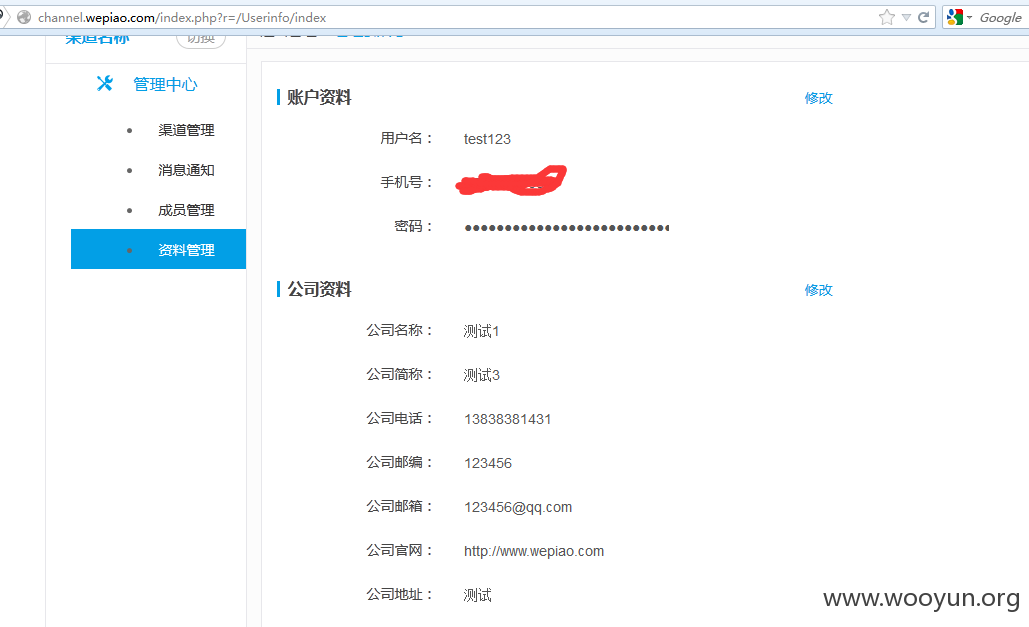 channel.wepiao.com/index.php?r=/Userinfo/index
Google
渠道名称
切换
管理中心
渠道管理
消息通知
成员管理
资料管理
账户资料
修改
用户名： test123
手机号：
密码： ●●●●●●●●●●●●●●●●●●●●●●●●●●
公司资料
修改
公司名称： 测试1
公司简称： 测试3
公司电话： 13838381431
公司邮编： 123456
公司邮箱： 123456@qq.com
公司官网： http://www.wepiao.com
公司地址： 测试
www.wooyun.org